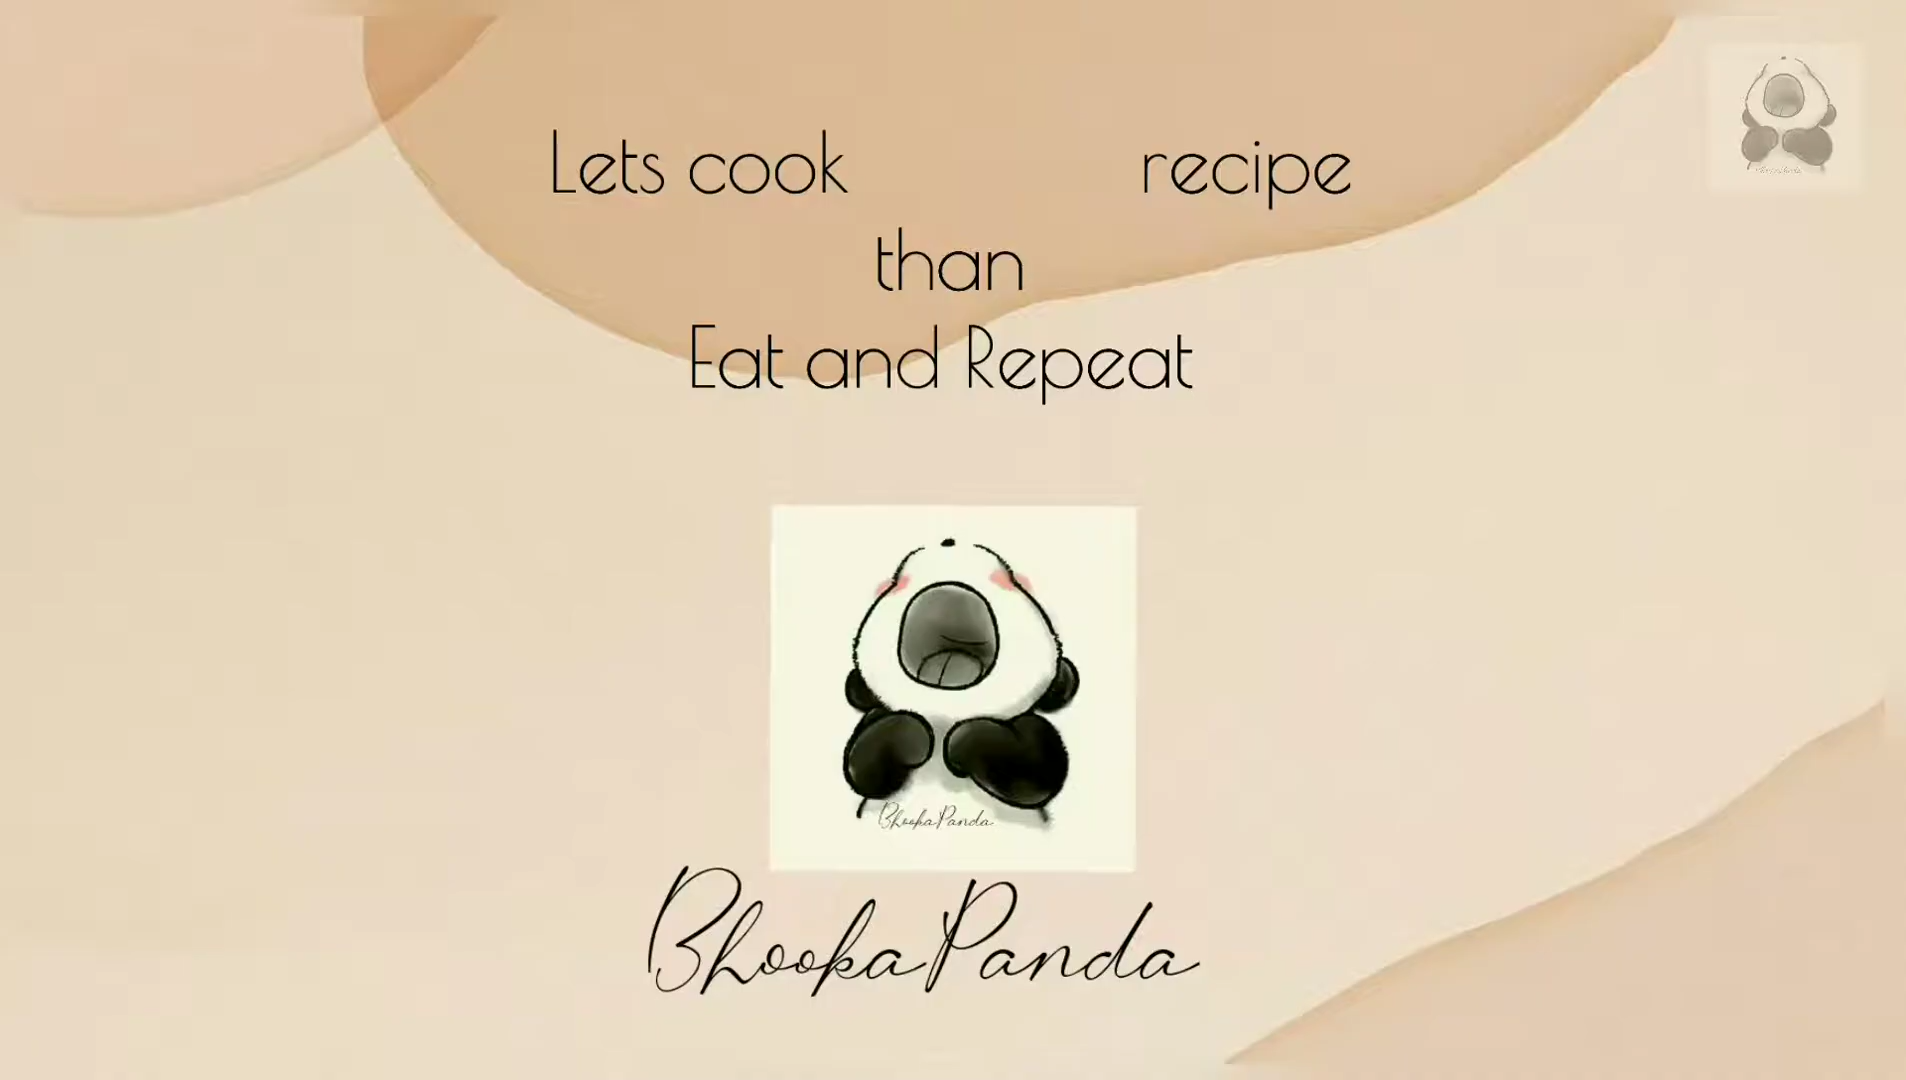 Lets cook recipe
than
Eat and Repeat
BhookaPanda
BhookaPanda